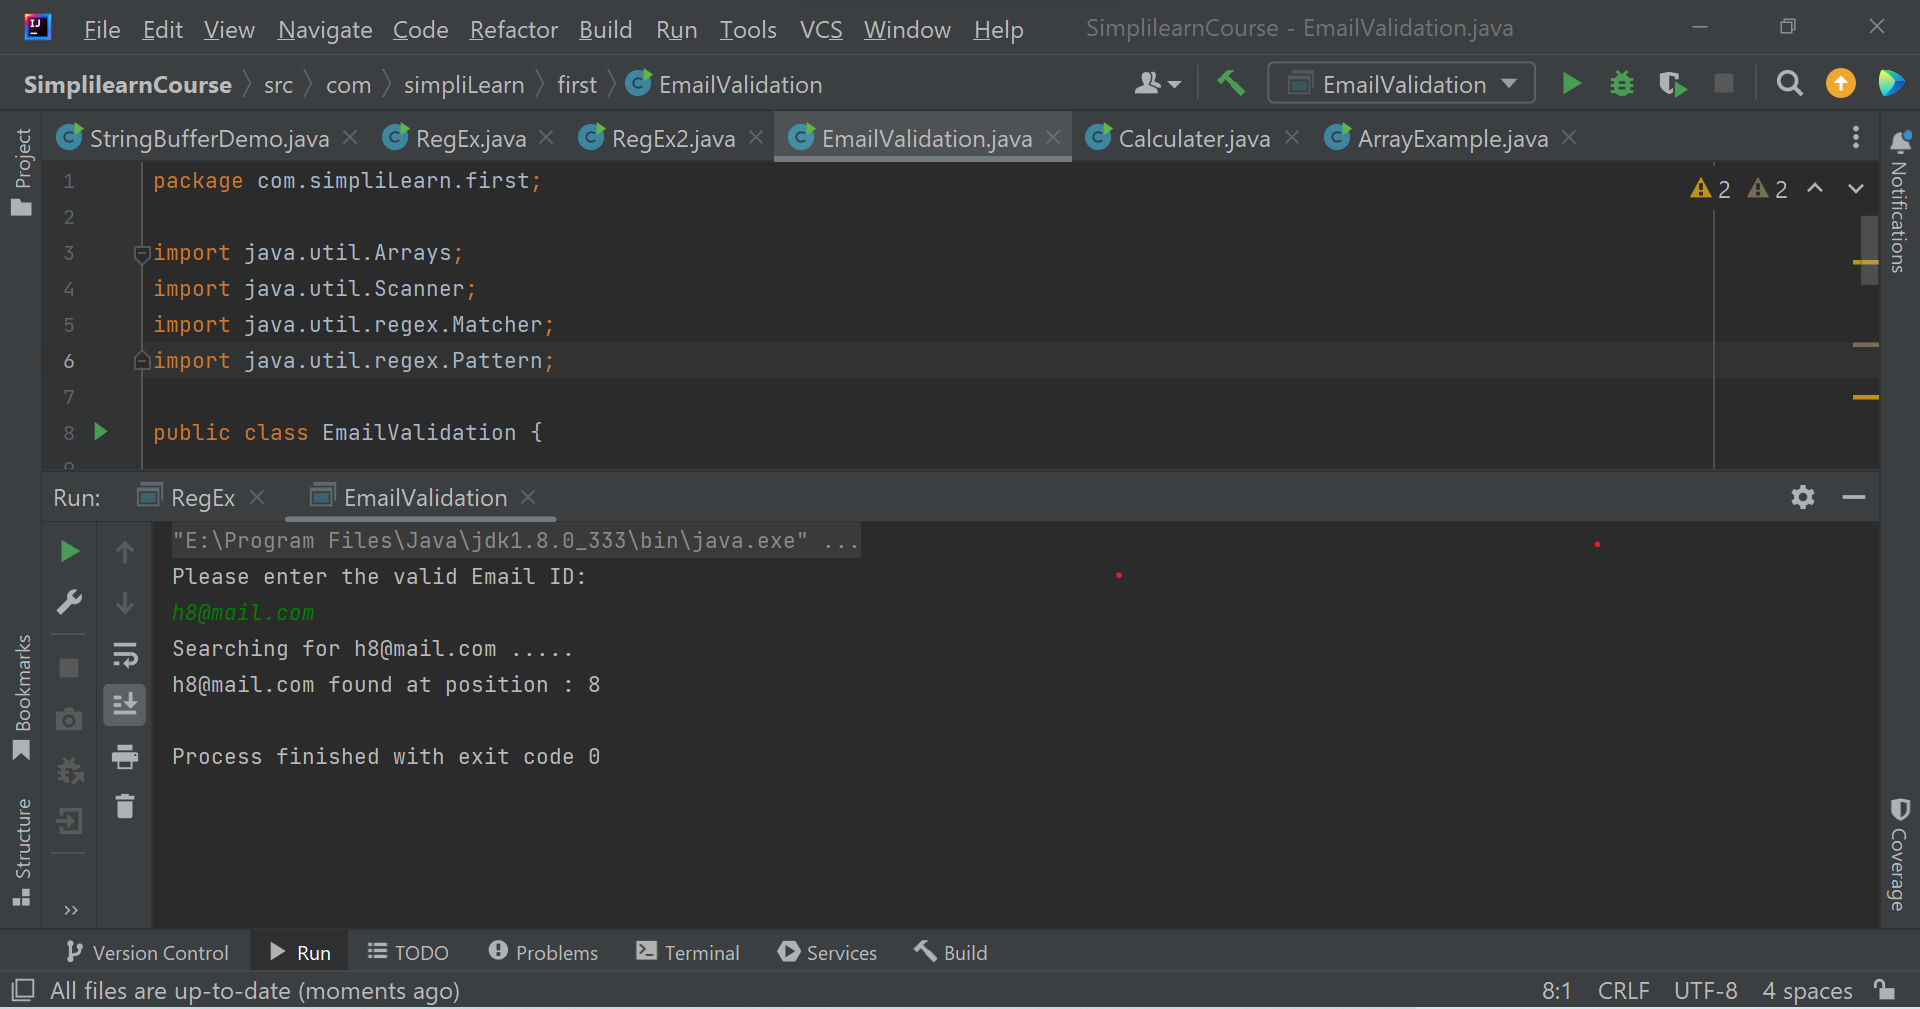 File Edit View Navigate Code Refactor Build Run Tools VCS Window Help SimplilearnCourse - EmailValidation.java
SimplilearnCourse src com simpliLearn first EmailValidation EmailValidation
StringBufferDemo.java RegEx.java RegEx2.java EmailValidation.java Calculater.java ArrayExample.java
Project
Notifications
2 2
1 package com.simpliLearn.first;
2
3 import java.util.Arrays;
4 import java.util.Scanner;
5 import java.util.regex.Matcher;
6 import java.util.regex.Pattern;
7
8 public class EmailValidation {
9
Run: RegEx EmailValidation
"E:\Program Files\Java\jdk1.8.0_333\bin\java.exe" ...
Please enter the valid Email ID:
h8@mail.com
Searching for h8@mail.com .....
h8@mail.com found at position : 8
Process finished with exit code 0
Bookmarks
Structure
Coverage
Version Control Run TODO Problems Terminal Services Build
All files are up-to-date (moments ago) 8:1 CRLF UTF-8 4 spaces